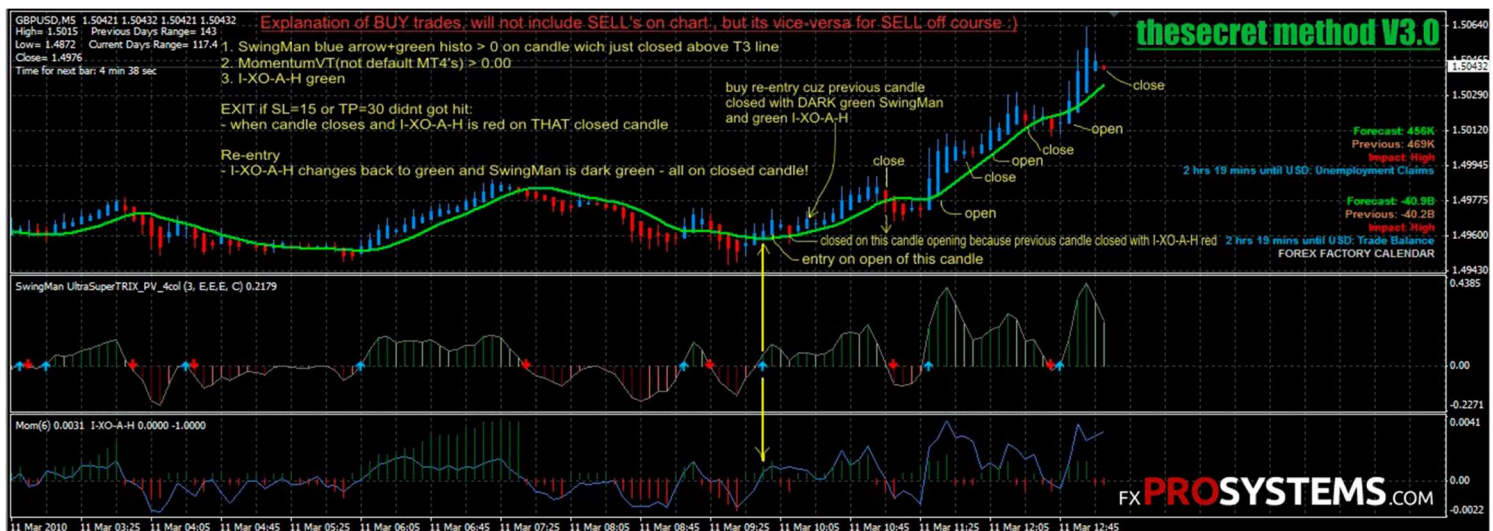 GBPUSD,M5 1.50421 1.50432 1.50421 1.50432
High= 1.5015 Previous Days Range= 143
Low= 1.4872 Current Days Range= 117.4
Close= 1.4976
Time for next bar: 4 min 38 sec
Explanation of BUY trades, will not include SELL's on chart , but its vice-versa for SELL off course :)
thesecret method V3.0
1. SwingMan blue arrow+green histo > 0 on candle wich just closed above T3 line
2. MomentumVT(not default MT4's) > 0.00
3. I-XO-A-H green
EXIT if SL=15 or TP=30 didnt got hit:
- when candle closes and I-XO-A-H is red on THAT closed candle
Re-entry
- I-XO-A-H changes back to green and SwingMan is dark green - all on closed candle!
buy re-entry cuz previous candle
closed with DARK green SwingMan
and green I-XO-A-H
close
open
close
open
close
open
close
closed on this candle opening because previous candle closed with I-XO-A-H red
entry on open of this candle
Forecast: 456K
Previous: 469K
Impact: High
2 hrs 19 mins until USD: Unemployment Claims
Forecast: -40.9B
Previous: -40.2B
Impact: High
2 hrs 19 mins until USD: Trade Balance
FOREX FACTORY CALENDAR
1.50640
1.50465
1.50432
1.50290
1.50120
1.49945
1.49775
1.49600
1.49430
SwingMan UltraSuperTRIX_PV_4col (3, E,E,E, C) 0.2179
0.4385
0.00
-0.2271
Mom(6) 0.0031 I-XO-A-H 0.0000 -1.0000
0.0041
0.00
-0.0022
FXPROSYSTEMS.COM
11 Mar 2010 11 Mar 03:25 11 Mar 04:05 11 Mar 04:45 11 Mar 05:25 11 Mar 06:05 11 Mar 06:45 11 Mar 07:25 11 Mar 08:05 11 Mar 08:45 11 Mar 09:25 11 Mar 10:05 11 Mar 10:45 11 Mar 11:25 11 Mar 12:05 11 Mar 12:45